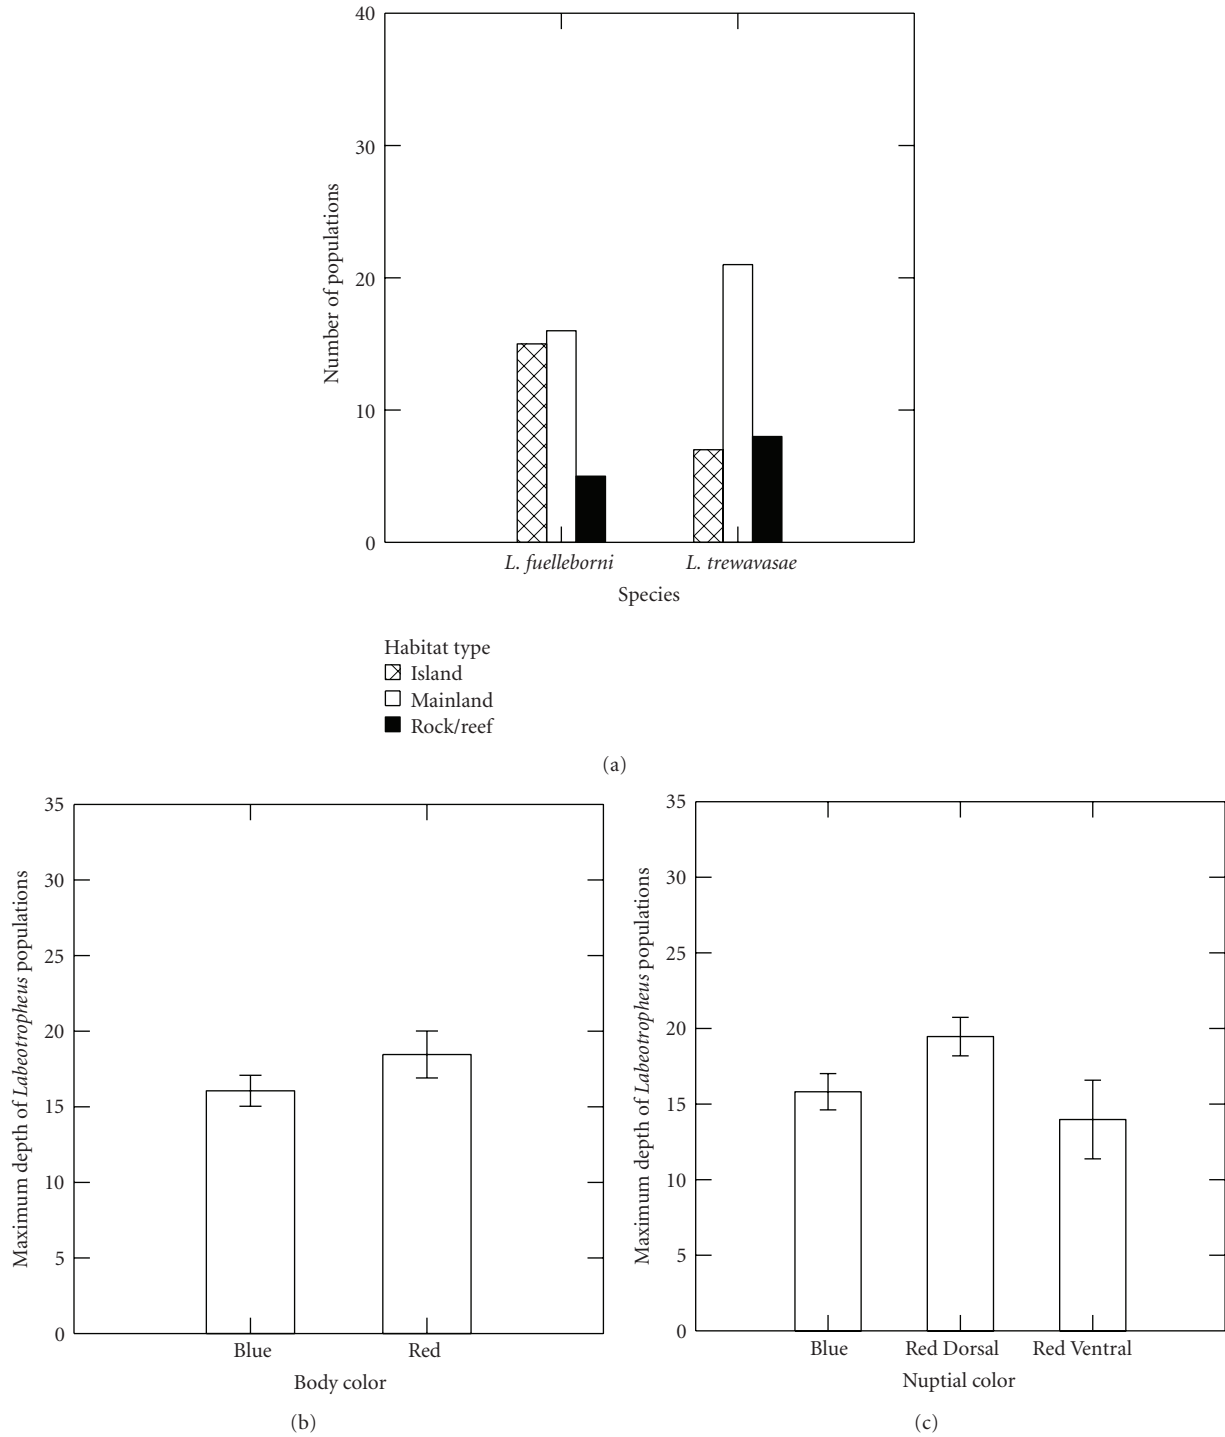 40
30
20
10
0
Number of populations
L. fuelleborni
L. trewavasae
Species
Habitat type
Island
Mainland
Rock/reef
(a)
35
30
25
20
15
10
5
0
Maximum depth of Labeotropheus populations
Blue
Red
Body color
(b)
35
30
25
20
15
10
5
0
Maximum depth of Labeotropheus populations
Blue
Red Dorsal
Red Ventral
Nuptial color
(c)